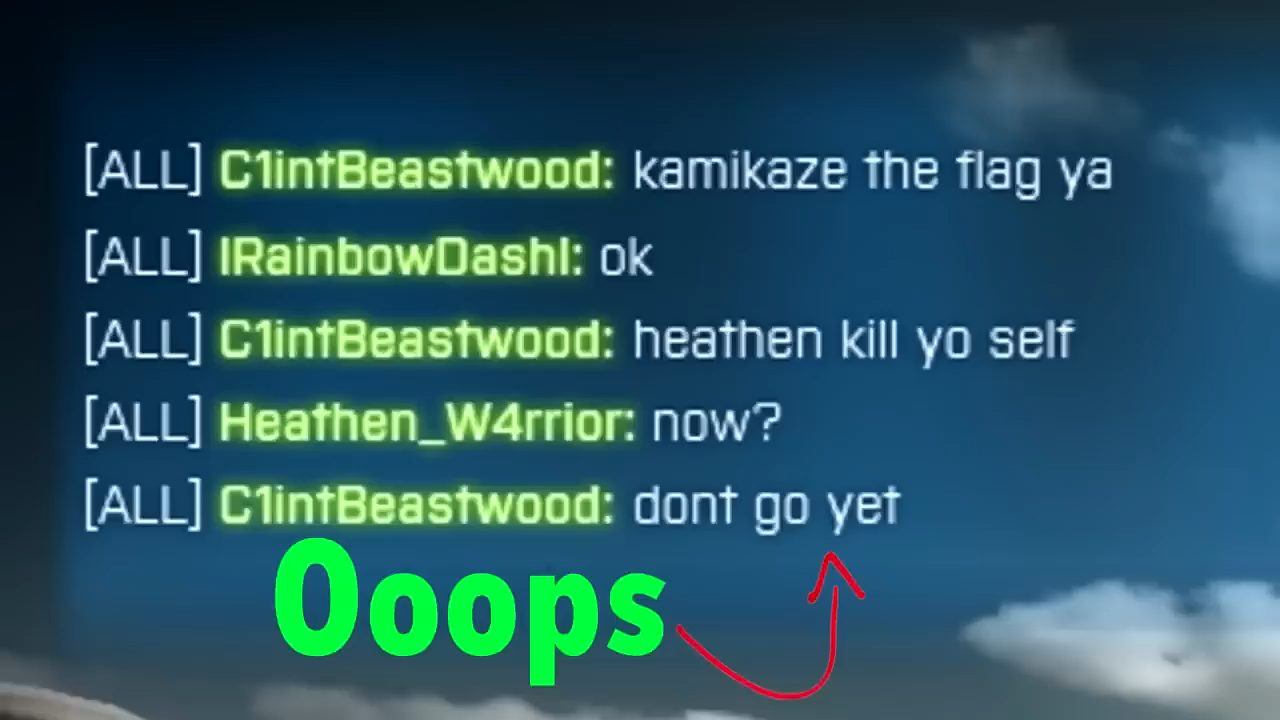 [ALL] C1intBeastwood: kamikaze the flag ya
[ALL] IRainbowDashI: ok
[ALL] C1intBeastwood: heathen kill yo self
[ALL] Heathen_W4rrior: now?
[ALL] C1intBeastwood: dont go yet
Ooops